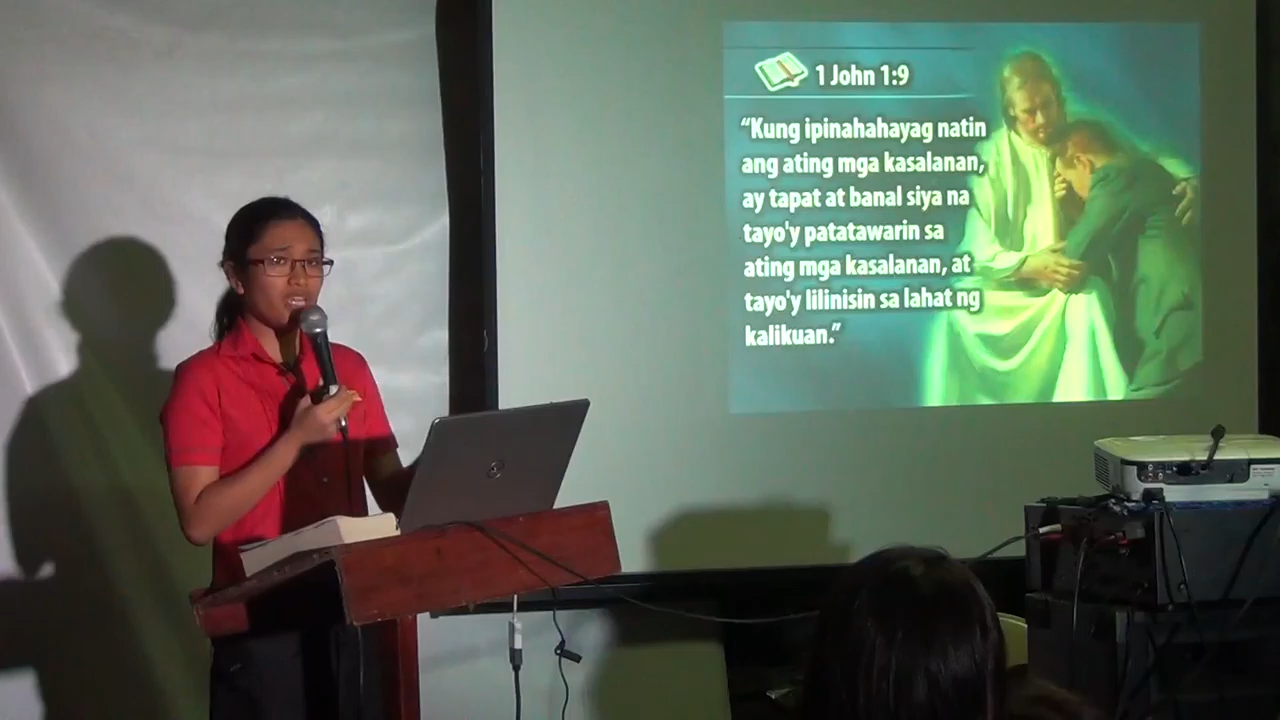 1 John 1:9
“Kung ipinahahayag natin
ang ating mga kasalanan,
ay tapat at banal siya na
tayo'y patatawarin sa
ating mga kasalanan, at
tayo'y lilinisin sa lahat ng
kalikuan.”